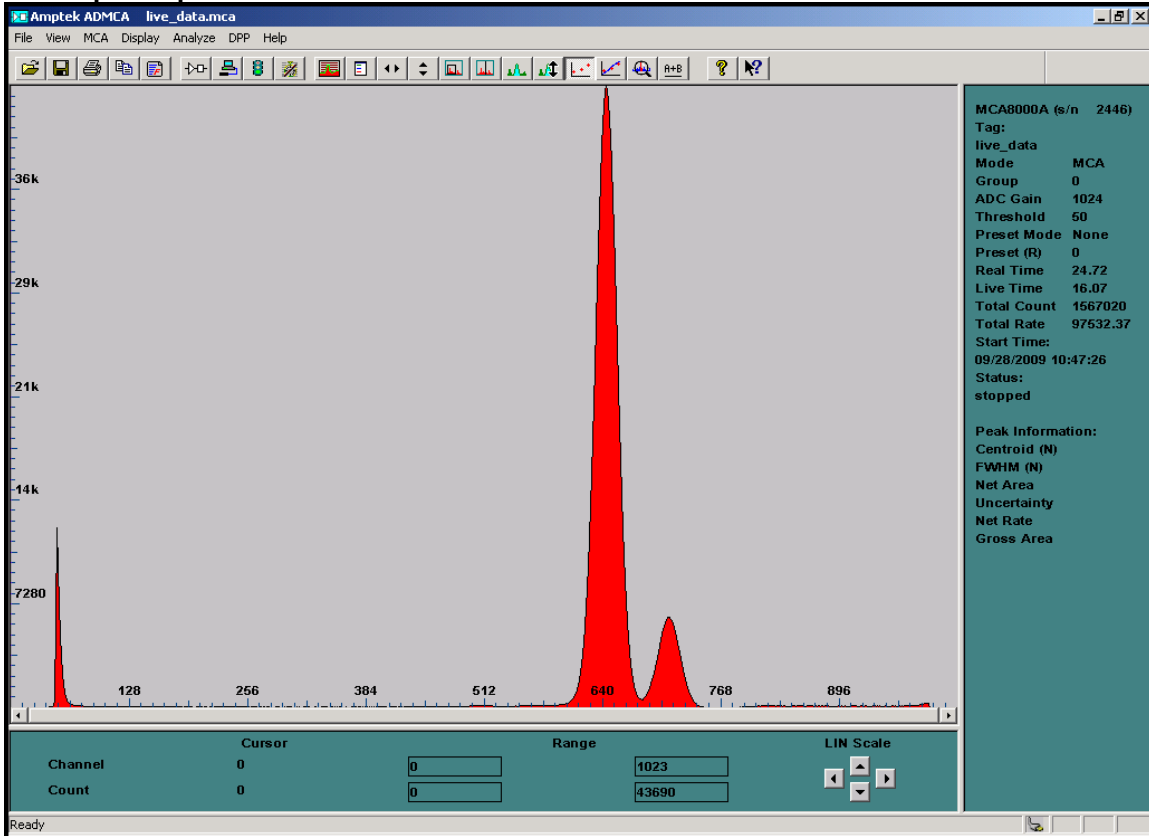 Amptek ADMCA live_data.mca
File View MCA Display Analyze DPP Help
A+B
36k
29k
21k
14k
7280
128 256 384 512 640 768 896
MCA8000A (s/n 2446)
Tag:
live_data
Mode MCA
Group 0
ADC Gain 1024
Threshold 50
Preset Mode None
Preset (R) 0
Real Time 24.72
Live Time 16.07
Total Count 1567020
Total Rate 97532.37
Start Time:
09/28/2009 10:47:26
Status:
stopped
Peak Information:
Centroid (N)
FWHM (N)
Net Area
Uncertainty
Net Rate
Gross Area
Cursor Range LIN Scale
Channel 0 0 1023
Count 0 0 43690
Ready